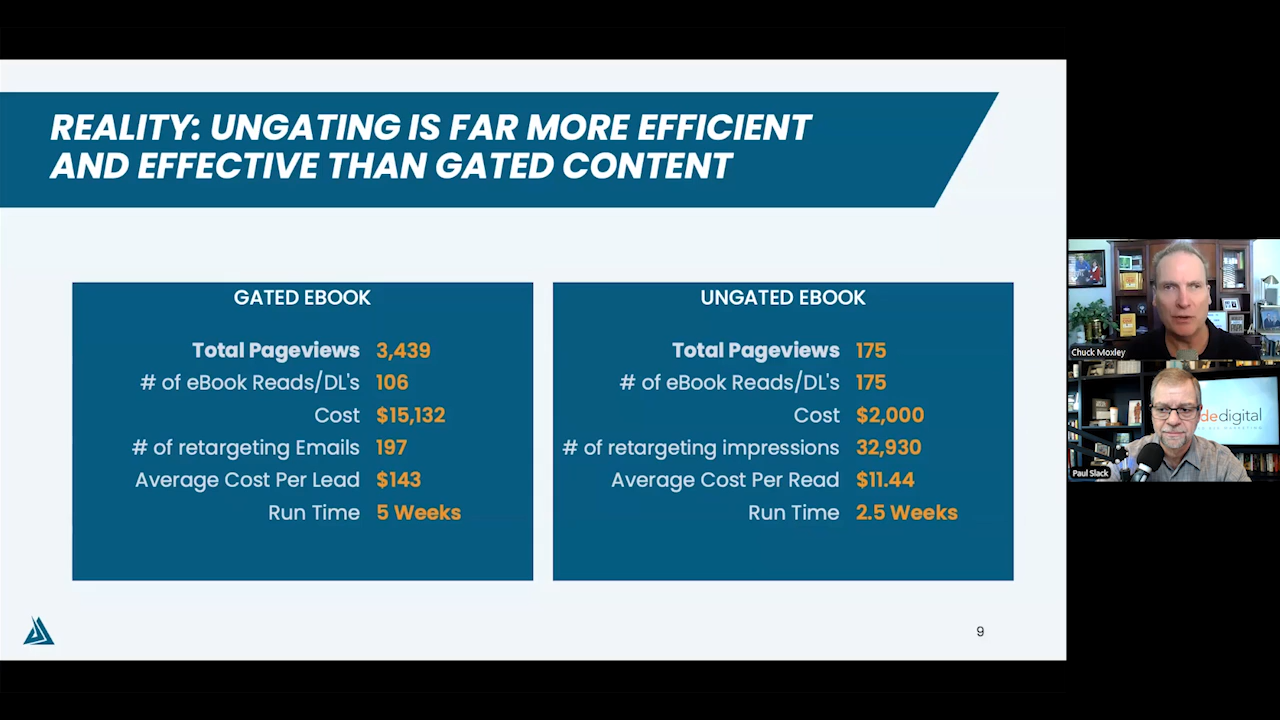 REALITY: UNGATING IS FAR MORE EFFICIENT
AND EFFECTIVE THAN GATED CONTENT
GATED EBOOK
Total Pageviews 3,439
# of eBook Reads/DL's 106
Cost $15,132
# of retargeting Emails 197
Average Cost Per Lead $143
Run Time 5 Weeks
UNGATED EBOOK
Total Pageviews 175
# of eBook Reads/DL's 175
Cost $2,000
# of retargeting impressions 32,930
Average Cost Per Read $11.44
Run Time 2.5 Weeks
9
Chuck Moxley
dedigital
Paul Slack